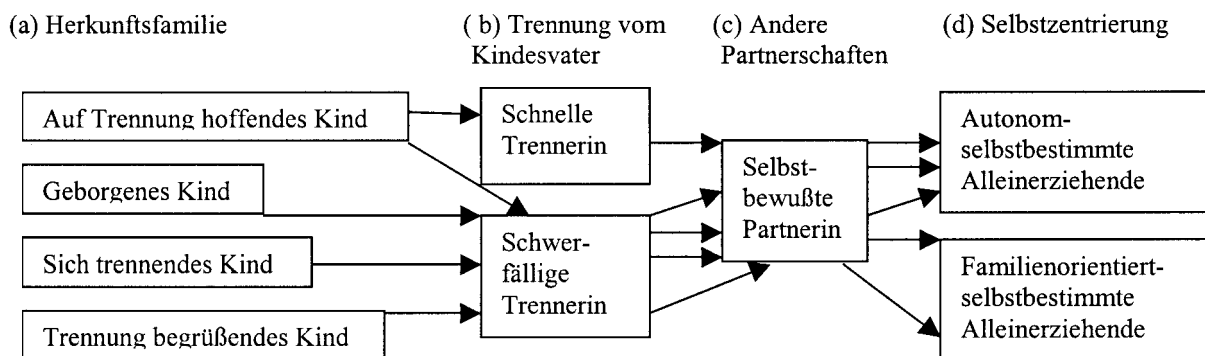 (a) Herkunftsfamilie
( b) Trennung vom
Kindesvater
(c) Andere
Partnerschaften
(d) Selbstzentrierung
Auf Trennung hoffendes Kind
Geborgenes Kind
Sich trennendes Kind
Trennung begrüßendes Kind
Schnelle
Trennerin
Schwer-
fällige
Trennerin
Selbst-
bewußte
Partnerin
Autonom-
selbstbestimmte
Alleinerziehende
Familienorientiert-
selbstbestimmte
Alleinerziehende